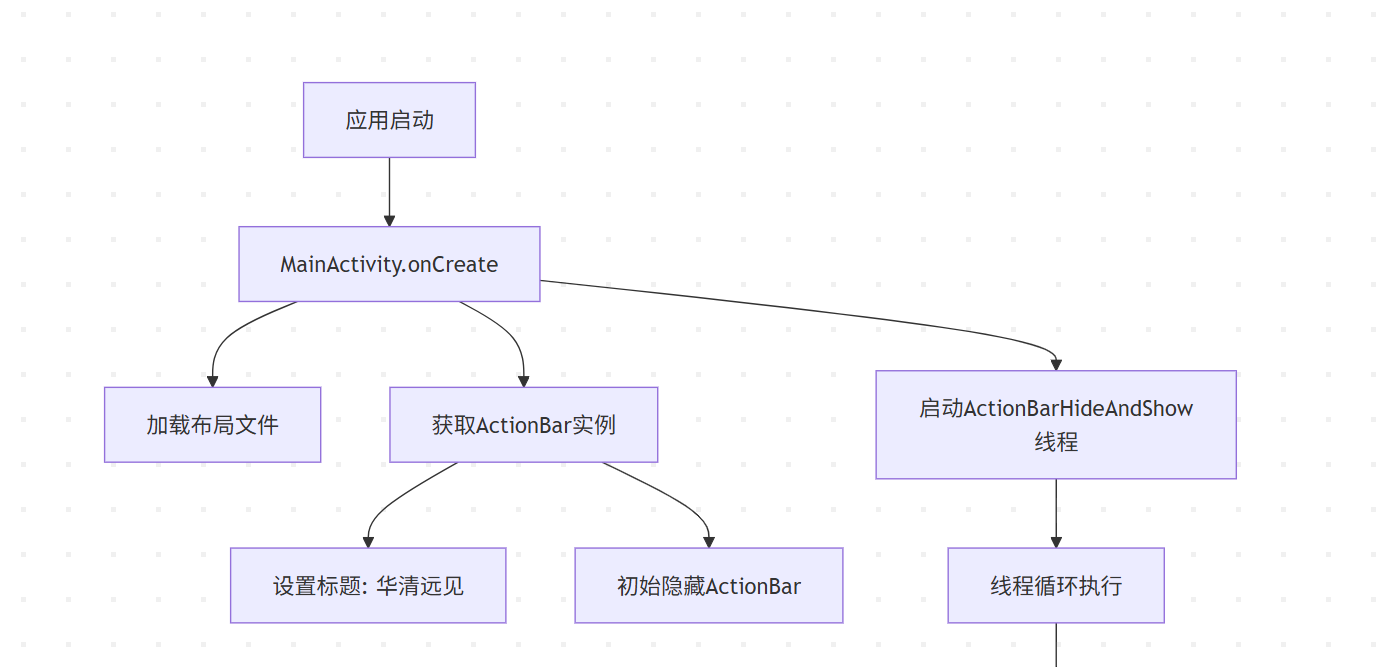 应用启动
MainActivity.onCreate
加载布局文件
获取ActionBar实例
启动ActionBarHideAndShow
线程
设置标题: 华清远见
初始隐藏ActionBar
线程循环执行